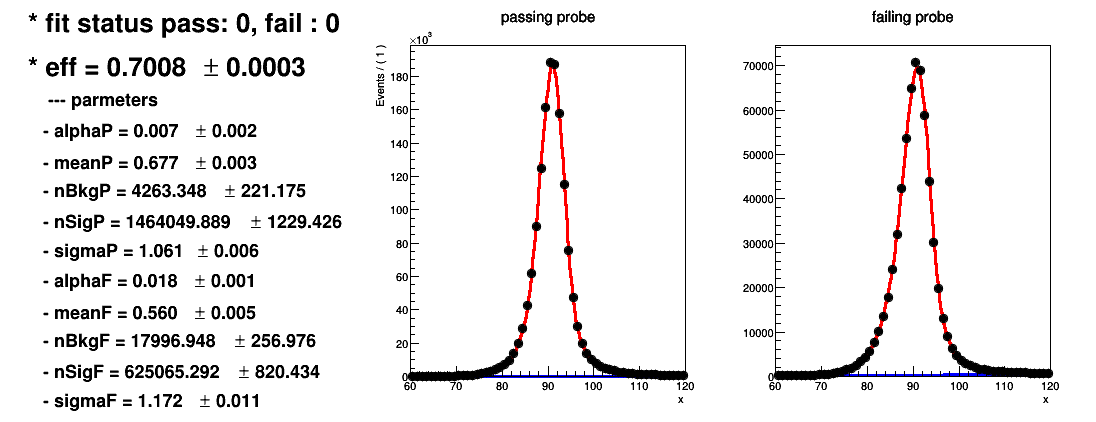 * fit status pass: 0, fail : 0
* eff = 0.7008 ± 0.0003
--- parmeters
- alphaP = 0.007 ± 0.002
- meanP = 0.677 ± 0.003
- nBkgP = 4263.348 ± 221.175
- nSigP = 1464049.889 ± 1229.426
- sigmaP = 1.061 ± 0.006
- alphaF = 0.018 ± 0.001
- meanF = 0.560 ± 0.005
- nBkgF = 17996.948 ± 256.976
- nSigF = 625065.292 ± 820.434
- sigmaF = 1.172 ± 0.011
passing probe
×10³
Events / ( 1 )
180
160
140
120
100
80
60
40
20
0
60 70 80 90 100 110 120
x
failing probe
70000
60000
50000
40000
30000
20000
10000
0
60 70 80 90 100 110 120
x